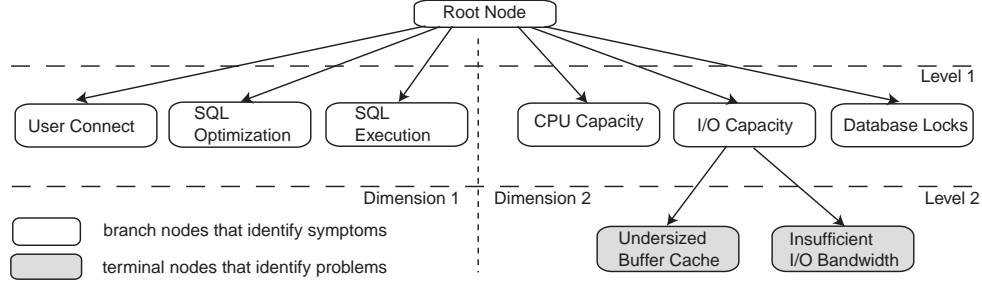 Root Node
Level 1
User Connect
SQL
Optimization
SQL
Execution
CPU Capacity
I/O Capacity
Database Locks
Dimension 1
Dimension 2
Level 2
branch nodes that identify symptoms
terminal nodes that identify problems
Undersized
Buffer Cache
Insufficient
I/O Bandwidth